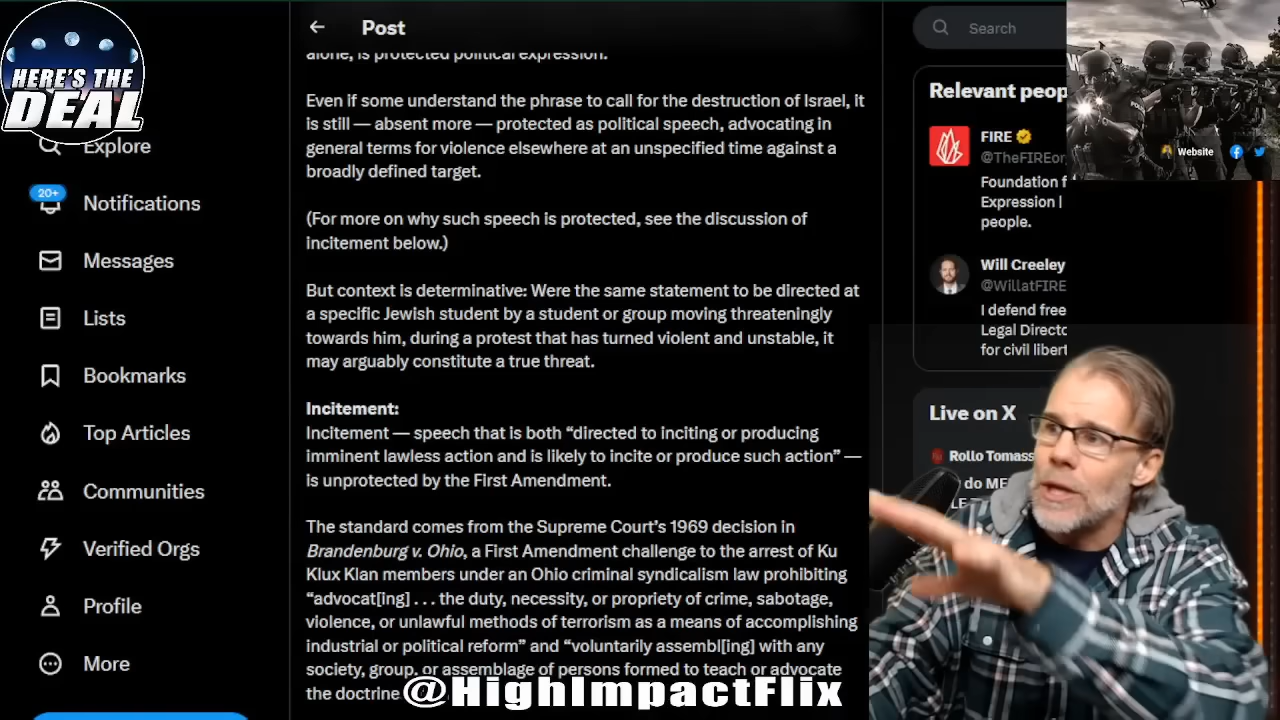 HERE'S THE
DEAL
Explore
20+
Notifications
Messages
Lists
Bookmarks
Top Articles
Communities
Verified Orgs
Profile
More
Post
alone, is protected political expression.
Even if some understand the phrase to call for the destruction of Israel, it
is still — absent more — protected as political speech, advocating in
general terms for violence elsewhere at an unspecified time against a
broadly defined target.
(For more on why such speech is protected, see the discussion of
incitement below.)
But context is determinative: Were the same statement to be directed at
a specific Jewish student by a student or group moving threateningly
towards him, during a protest that has turned violent and unstable, it
may arguably constitute a true threat.
Incitement:
Incitement — speech that is both “directed to inciting or producing
imminent lawless action and is likely to incite or produce such action” —
is unprotected by the First Amendment.
The standard comes from the Supreme Court’s 1969 decision in
Brandenburg v. Ohio, a First Amendment challenge to the arrest of Ku
Klux Klan members under an Ohio criminal syndicalism law prohibiting
“advocat[ing] . . . the duty, necessity, or propriety of crime, sabotage,
violence, or unlawful methods of terrorism as a means of accomplishing
industrial or political reform” and “voluntarily assembl[ing] with any
society, group, or assemblage of persons formed to teach or advocate
the doctrine
@HighImpactFlix
Search
Relevant peop
FIRE
@TheFIREor
Foundation f
Expression |
people.
Will Creeley
@WillatFIRE
I defend free
Legal Directo
for civil libert
Live on X
Rollo Tomass
do ME
Website